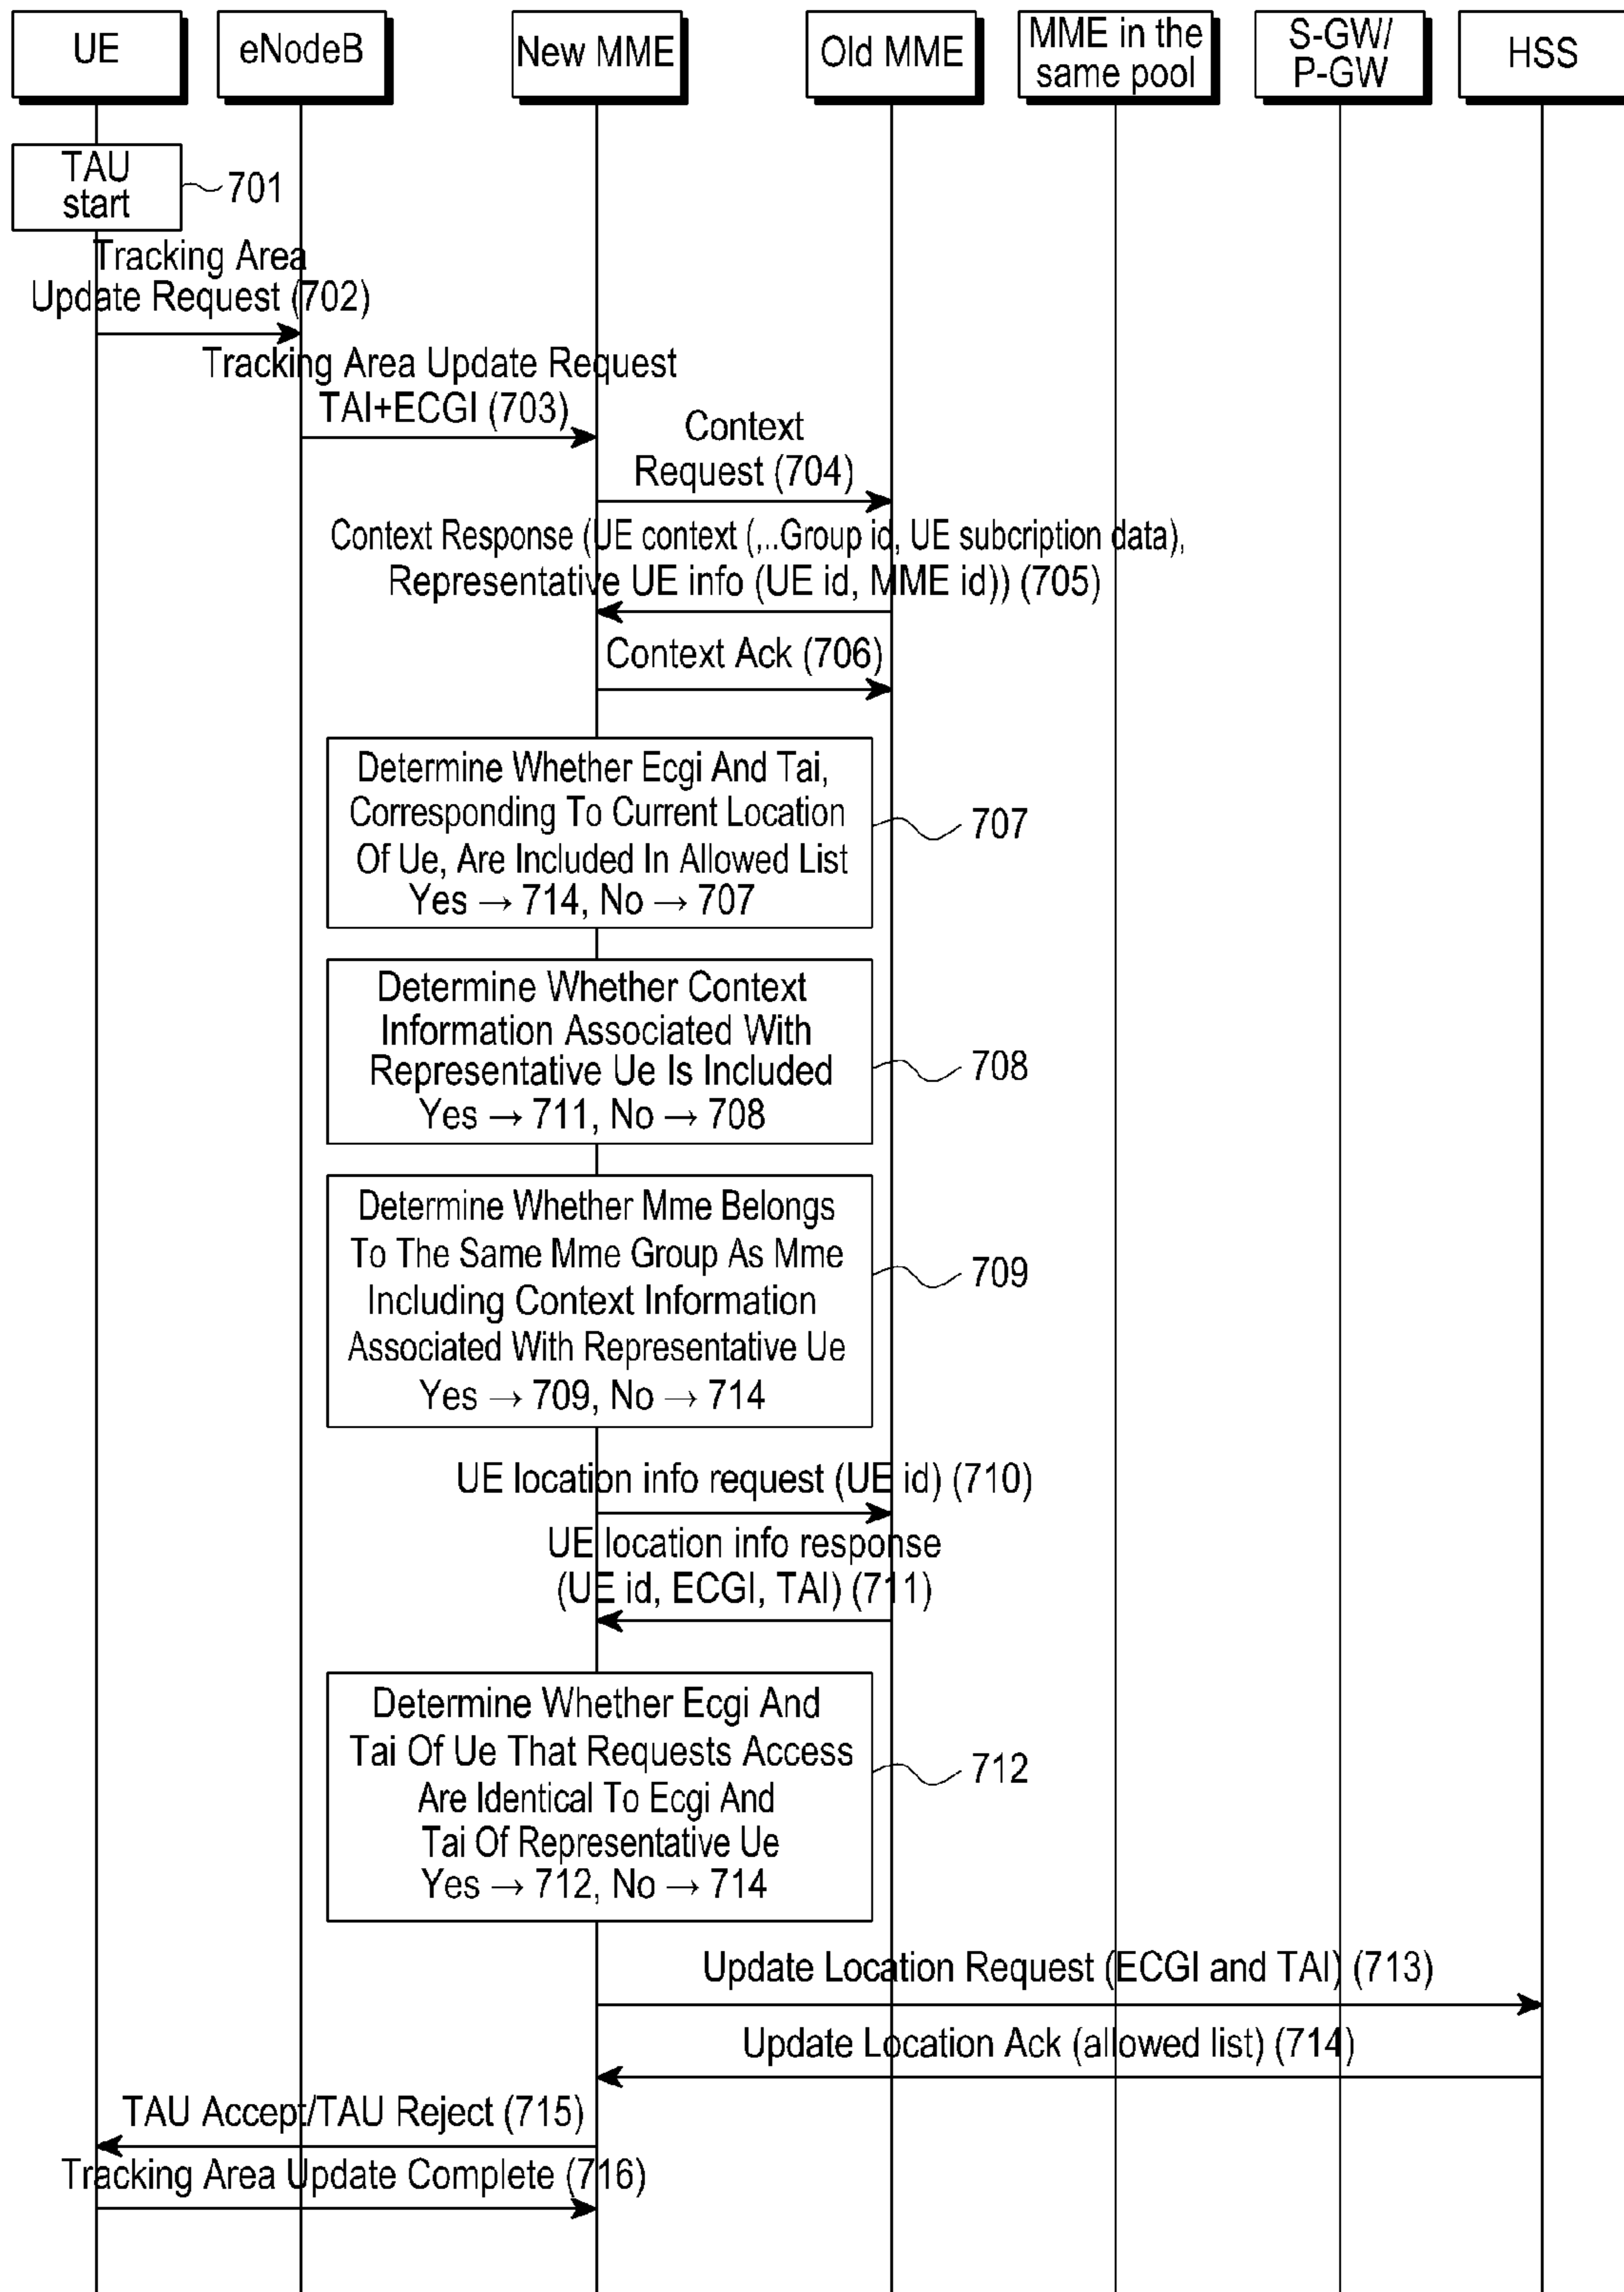 UE
eNodeB
New MME
Old MME
MME in the
same pool
S-GW/
P-GW
HSS
TAU
start
701
Tracking Area
Update Request (702)
Tracking Area Update Request
TAI+ECGI (703)
Context
Request (704)
Context Response (UE context (,..Group id, UE subcription data),
Representative UE info (UE id, MME id)) (705)
Context Ack (706)
Determine Whether Ecgi And Tai,
Corresponding To Current Location
Of Ue, Are Included In Allowed List
Yes → 714, No → 707
707
Determine Whether Context
Information Associated With
Representative Ue Is Included
Yes → 711, No → 708
708
Determine Whether Mme Belongs
To The Same Mme Group As Mme
Including Context Information
Associated With Representative Ue
Yes → 709, No → 714
709
UE location info request (UE id) (710)
UE location info response
(UE id, ECGI, TAI) (711)
Determine Whether Ecgi And
Tai Of Ue That Requests Access
Are Identical To Ecgi And
Tai Of Representative Ue
Yes → 712, No → 714
712
Update Location Request (ECGI and TAI) (713)
Update Location Ack (allowed list) (714)
TAU Accept/TAU Reject (715)
Tracking Area Update Complete (716)